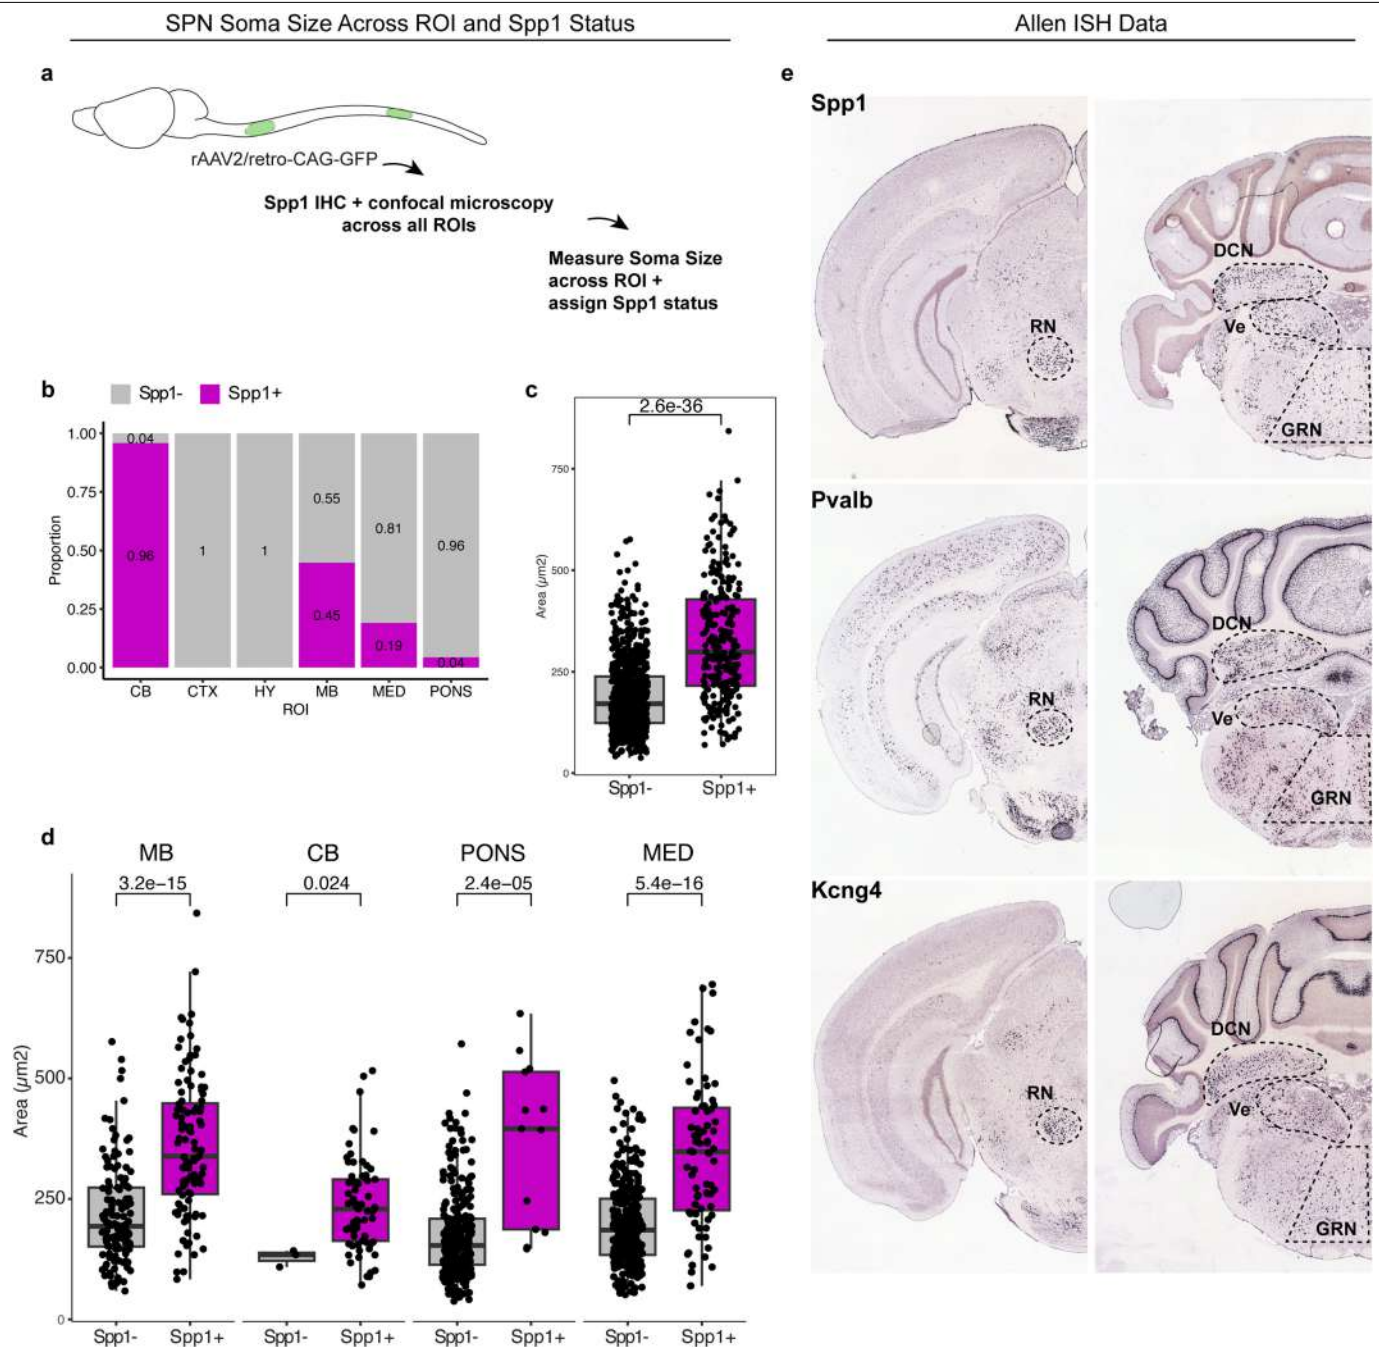 SPN Soma Size Across ROI and Spp1 Status
Allen ISH Data
a
rAAV2/retro-CAG-GFP
Spp1 IHC + confocal microscopy
across all ROIs
Measure Soma Size
across ROI +
assign Spp1 status
b
Spp1-
Spp1+
1.00
0.75
0.50
0.25
0.00
Proportion
0.04
0.96
1
1
0.55
0.45
0.81
0.19
0.96
0.04
CB
CTX
HY
MB
MED
PONS
ROI
c
2.6e-36
750
500
250
0
Area (µm2)
Spp1-
Spp1+
d
MB
CB
PONS
MED
3.2e−15
0.024
2.4e−05
5.4e−16
750
500
250
0
Area (µm2)
Spp1-
Spp1+
Spp1-
Spp1+
Spp1-
Spp1+
Spp1-
Spp1+
e
Spp1
RN
DCN
Ve
GRN
Pvalb
RN
DCN
Ve
GRN
Kcng4
RN
DCN
Ve
GRN